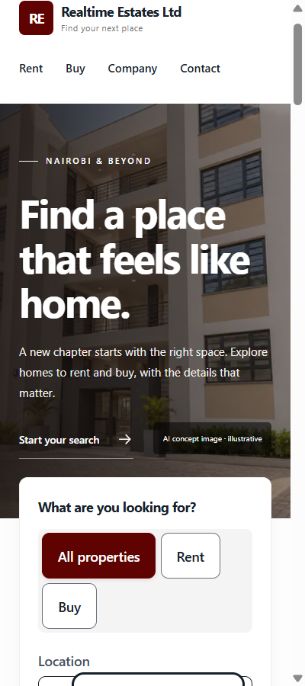 RE
Realtime Estates Ltd
Find your next place
Rent Buy Company Contact
NAIROBI & BEYOND
Find a place
that feels like
home.
A new chapter starts with the right space. Explore
homes to rent and buy, with the details that
matter.
Start your search →
AI concept image · illustrative
What are you looking for?
All properties Rent
Buy
Location